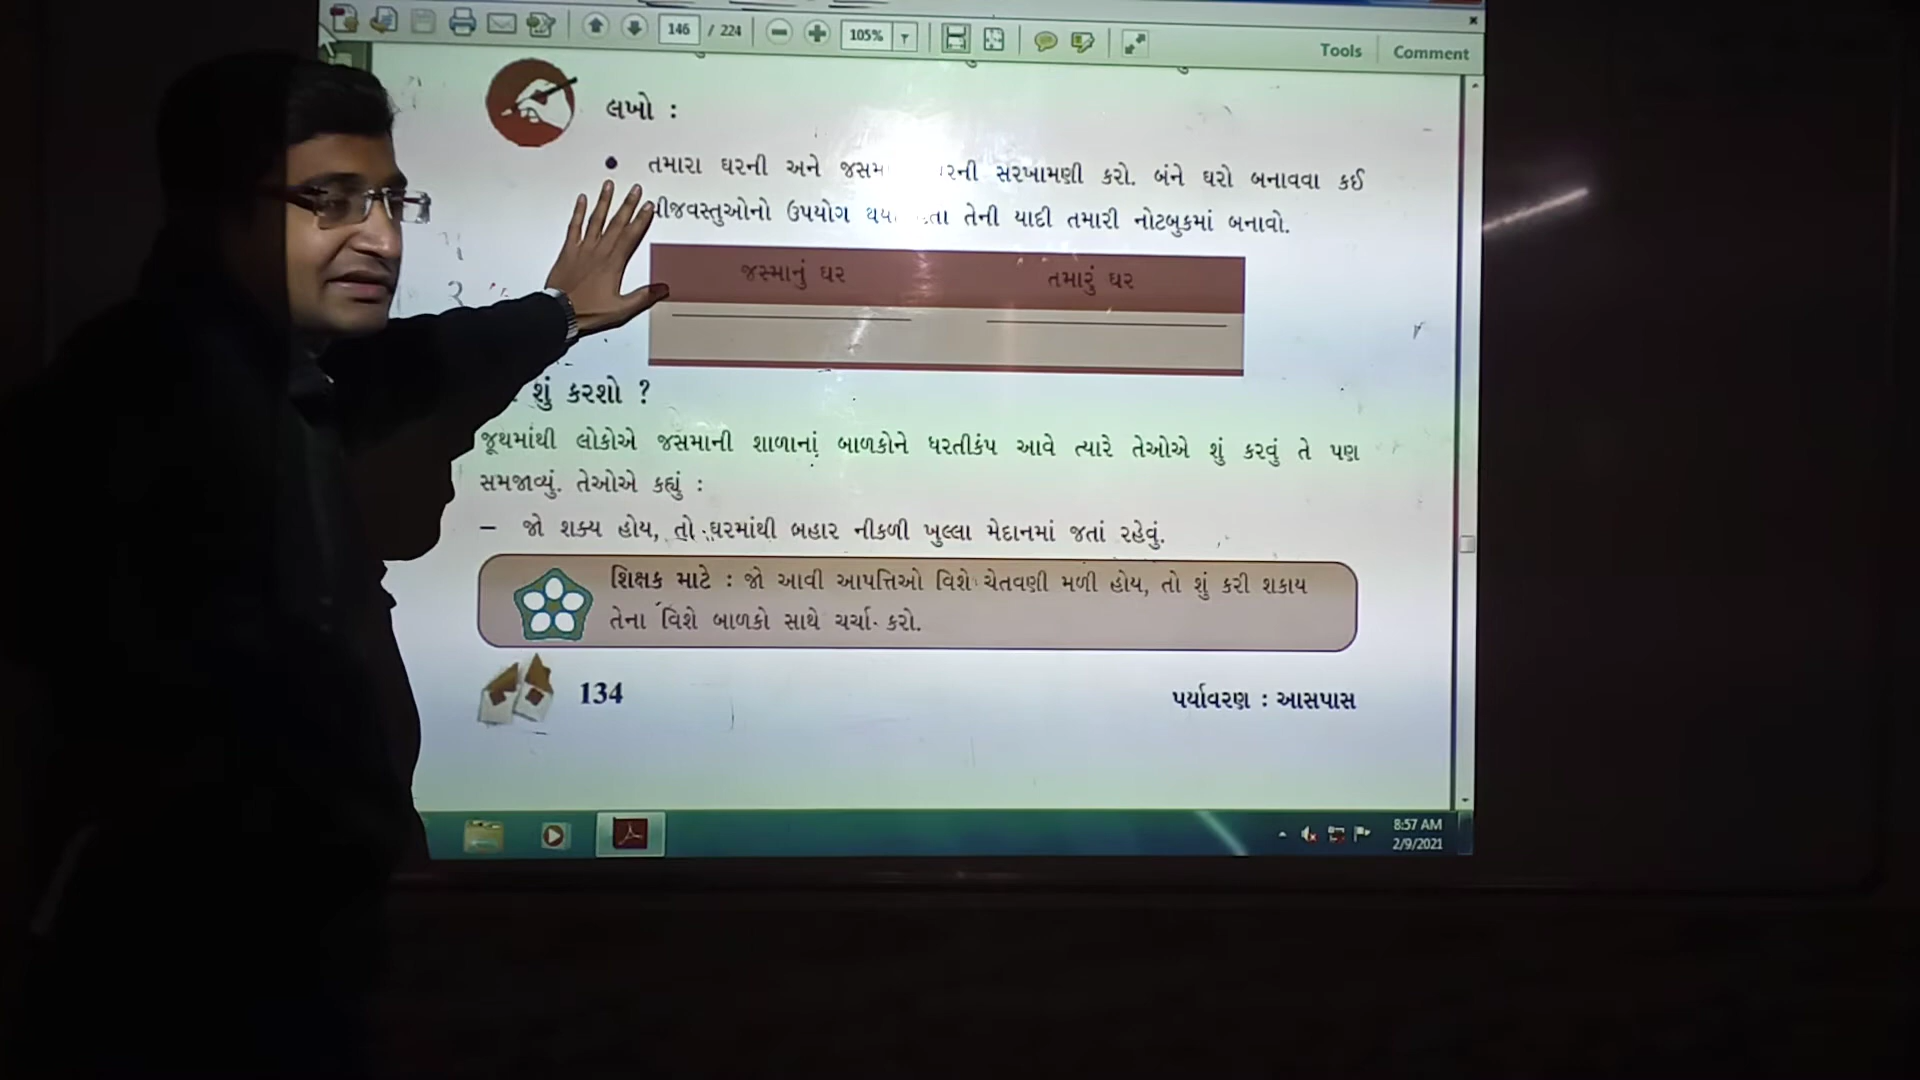 146 / 224
105%
Tools
Comment
લખો :
• તમારા ઘરની અને જસમ રની સરખામણી કરો. બંને ઘરો બનાવવા કઈ
ીજવસ્તુઓનો ઉપયોગ થય તા તેની યાદી તમારી નોટબુકમાં બનાવો.
જસ્માનું ઘર
તમારું ઘર
શું કરશો ?
જૂથમાંથી લોકોએ જસમાની શાળાનાં બાળકોને ધરતીકંપ આવે ત્યારે તેઓએ શું કરવું તે પણ
સમજાવ્યું. તેઓએ કહ્યું :
– જો શક્ય હોય, તો ઘરમાંથી બહાર નીકળી ખુલ્લા મેદાનમાં જતાં રહેવું.
શિક્ષક માટે : જો આવી આપત્તિઓ વિશે ચેતવણી મળી હોય, તો શું કરી શકાય
તેના વિશે બાળકો સાથે ચર્ચા કરો.
134
પર્યાવરણ : આસપાસ
8:57 AM
2/9/2021